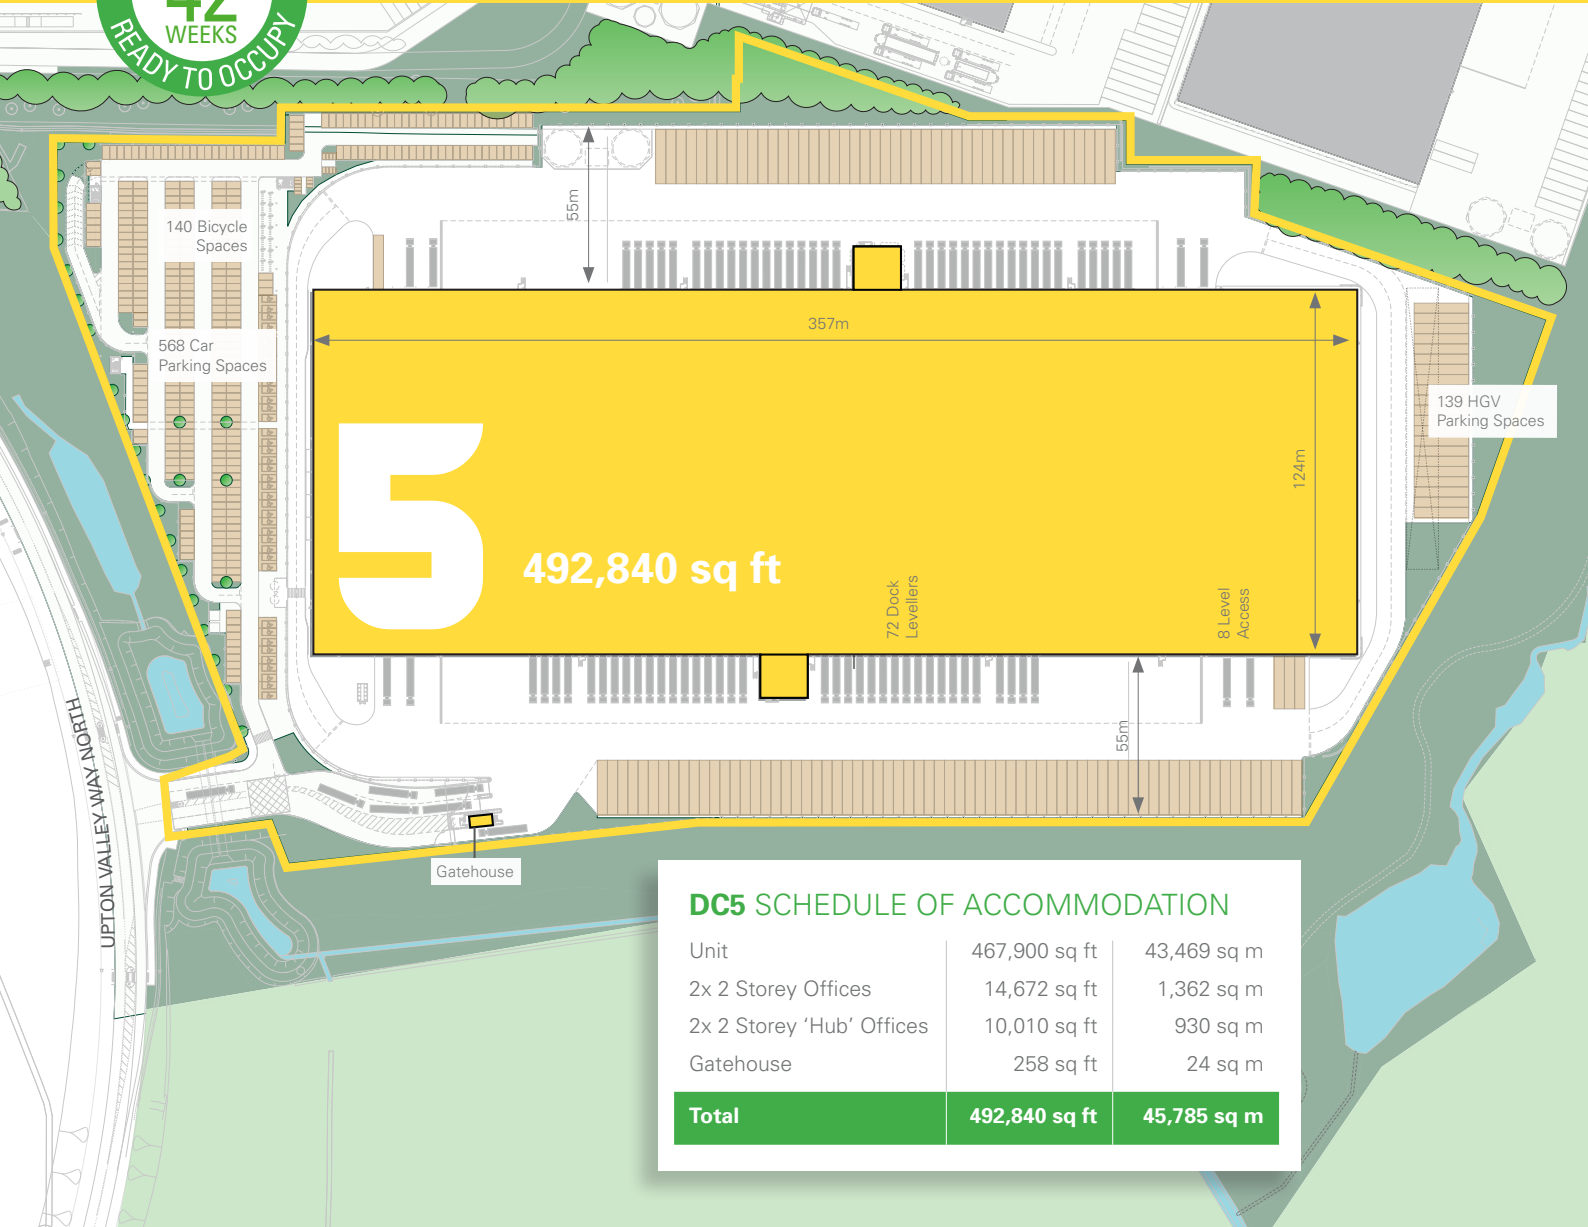 42
WEEKS
READY TO OCCUPY
140 Bicycle
Spaces
568 Car
Parking Spaces
55m
357m
124m
139 HGV
Parking Spaces
5
492,840 sq ft
72 Dock
Levellers
8 Level
Access
55m
UPTON VALLEY WAY NORTH
Gatehouse
DC5 SCHEDULE OF ACCOMMODATION
Unit 467,900 sq ft 43,469 sq m
2x 2 Storey Offices 14,672 sq ft 1,362 sq m
2x 2 Storey ‘Hub’ Offices 10,010 sq ft 930 sq m
Gatehouse 258 sq ft 24 sq m
Total 492,840 sq ft 45,785 sq m